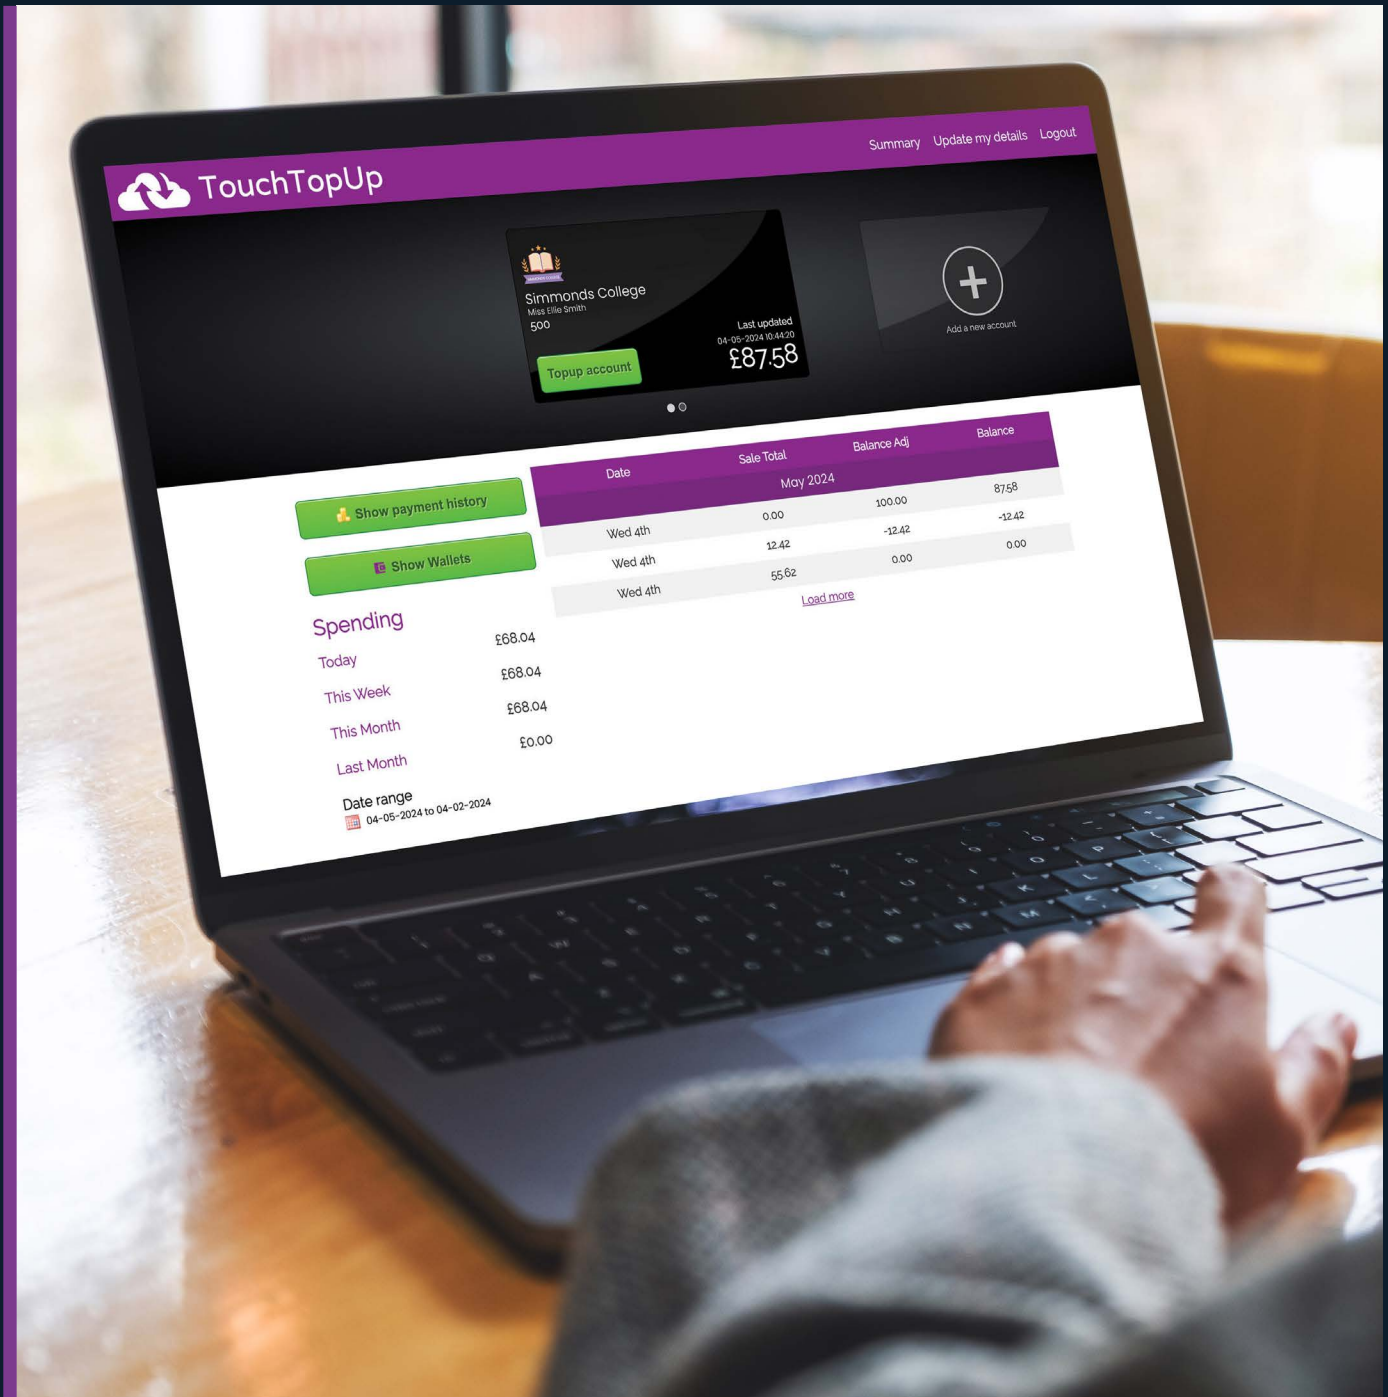 TouchTopUp
Summary Update my details Logout
Simmonds College
Miss Ellie Smith
500
Topup account
Last updated
04-05-2024 10:44:20
£87.58
Add a new account
Show payment history
Show Wallets
Date Sale Total Balance Adj Balance
May 2024
Wed 4th 0.00 100.00 87.58
Wed 4th 12.42 -12.42 -12.42
Wed 4th 55.62 0.00 0.00
Load more
Spending
Today £68.04
This Week £68.04
This Month £68.04
Last Month £0.00
Date range
04-05-2024 to 04-02-2024